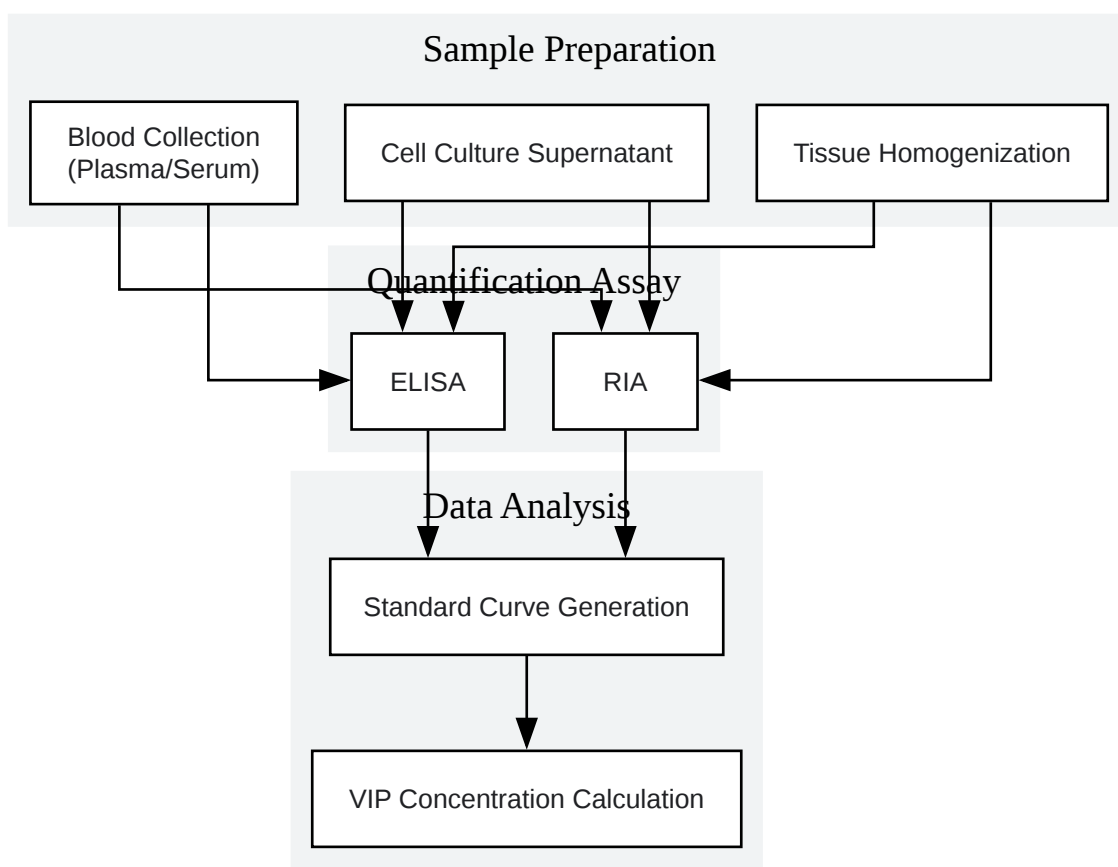 Sample Preparation
Blood Collection
(Plasma/Serum)
Cell Culture Supernatant
Tissue Homogenization
Quantification Assay
ELISA
RIA
Data Analysis
Standard Curve Generation
VIP Concentration Calculation